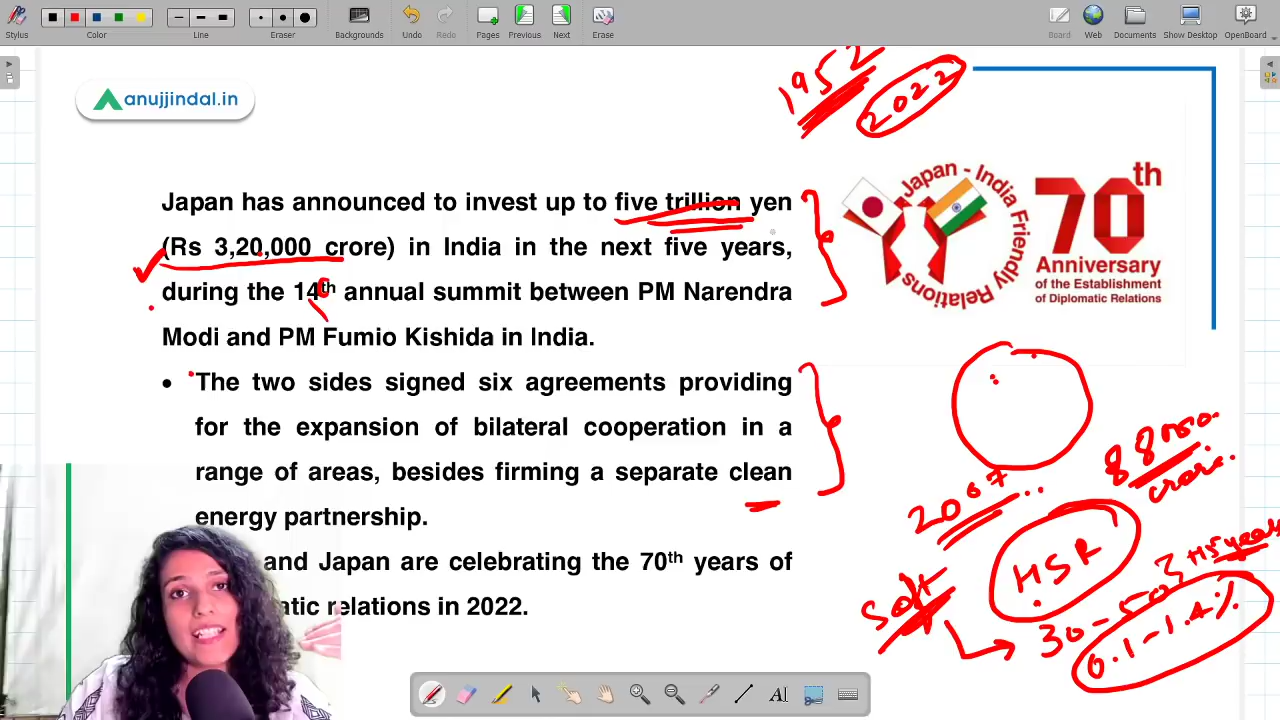 Stylus
Color
Line
Eraser
Backgrounds
Undo
Redo
Pages
Previous
Next
Erase
Board
Web
Documents
Show Desktop
OpenBoard
anujjindal.in
1952
2022
Japan has announced to invest up to five trillion yen
(Rs 3,20,000 crore) in India in the next five years,
during the 14th annual summit between PM Narendra
Modi and PM Fumio Kishida in India.
• The two sides signed six agreements providing
for the expansion of bilateral cooperation in a
range of areas, besides firming a separate clean
energy partnership.
and Japan are celebrating the 70th years of
atic relations in 2022.
Japan - India Friendly Relations
70th
Anniversary
of the Establishment
of Diplomatic Relations
2007
88000
crore
HSR
soft
30-50
0.1-1.4%
AI